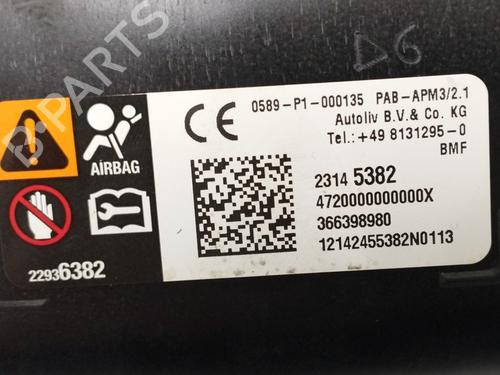 D6
0589-P1-000135 PAB-APM3/2.1
Autoliv B.V.& Co. KG
Tel.:+49 8131295-0
BMF
AIRBAG
2314 5382
4720000000000X
366398980
12142455382N0113
22936382
B-PARTS